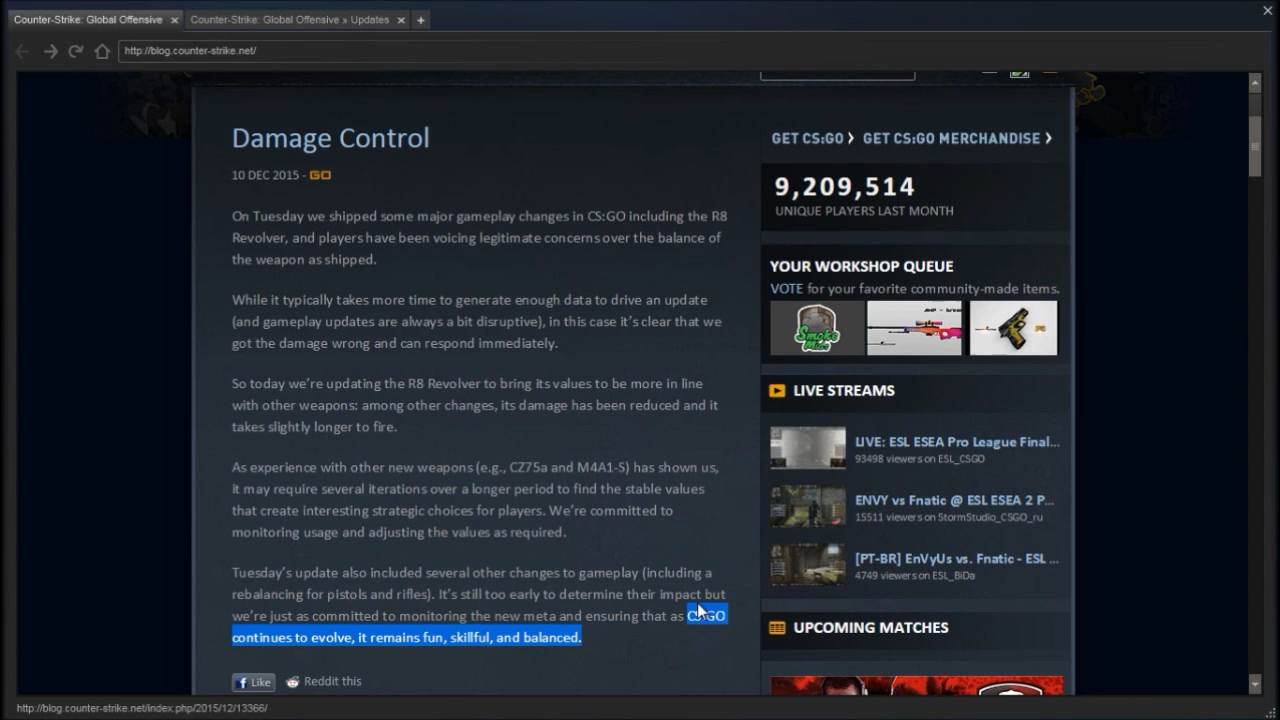 Counter-Strike: Global Offensive
Counter-Strike: Global Offensive » Updates
http://blog.counter-strike.net/
Damage Control
10 DEC 2015 - GO
On Tuesday we shipped some major gameplay changes in CS:GO including the R8
Revolver, and players have been voicing legitimate concerns over the balance of
the weapon as shipped.
While it typically takes more time to generate enough data to drive an update
(and gameplay updates are always a bit disruptive), in this case it's clear that we
got the damage wrong and can respond immediately.
So today we're updating the R8 Revolver to bring its values to be more in line
with other weapons: among other changes, its damage has been reduced and it
takes slightly longer to fire.
As experience with other new weapons (e.g., CZ75a and M4A1-S) has shown us,
it may require several iterations over a longer period to find the stable values
that create interesting strategic choices for players. We're committed to
monitoring usage and adjusting the values as required.
Tuesday's update also included several other changes to gameplay (including a
rebalancing for pistols and rifles). It's still too early to determine their impact but
we're just as committed to monitoring the new meta and ensuring that as CS:GO
continues to evolve, it remains fun, skillful, and balanced.
Like
Reddit this
GET CS:GO GET CS:GO MERCHANDISE
9,209,514
UNIQUE PLAYERS LAST MONTH
YOUR WORKSHOP QUEUE
VOTE for your favorite community-made items.
Smoke
LIVE STREAMS
LIVE: ESL ESEA Pro League Final...
93498 viewers on ESL_CSGO
ENVY vs Fnatic @ ESL ESEA 2 P...
15511 viewers on StormStudio_CSGO_ru
[PT-BR] EnVyUs vs. Fnatic - ESL ...
4749 viewers on ESL_BiDa
UPCOMING MATCHES
http://blog.counter-strike.net/index.php/2015/12/13366/